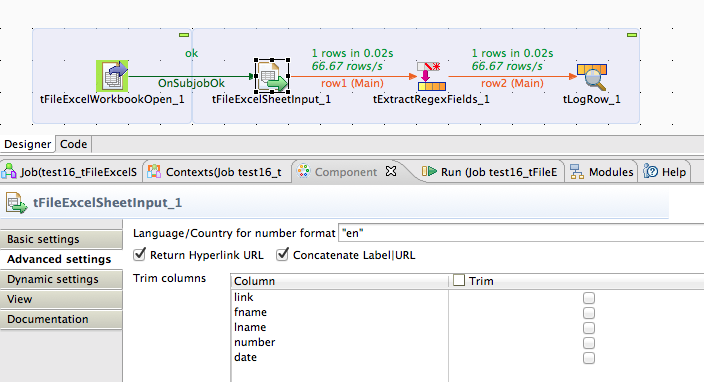 ok
1 rows in 0.02s
1 rows in 0.02s
66.67 rows/s
66.67 rows/s
OnSubjobOk
row1 (Main)
row2 (Main)
tFileExcelWorkbookOpen_1
tFileExcelSheetInput_1
tExtractRegexFields_1
tLogRow_1
Designer
Code
Job(test16_tFileExcelS
Contexts(Job test16_t
Component
Run (Job test16_tFileE
Modules
Help
tFileExcelSheetInput_1
Basic settings
Advanced settings
Dynamic settings
View
Documentation
Language/Country for number format "en"
Return Hyperlink URL
Concatenate Label|URL
Trim columns
Column
Trim
link
fname
lname
number
date